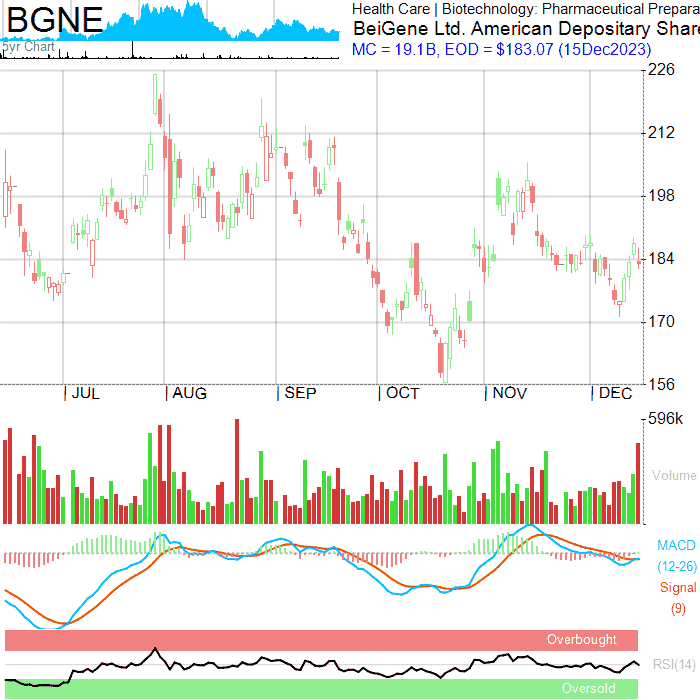 BGNE
5yr Chart
Health Care | Biotechnology: Pharmaceutical Prepara
BeiGene Ltd. American Depositary Share
MC = 19.1B, EOD = $183.07 (15Dec2023)
226
212
198
184
170
156
| JUL | AUG | SEP | OCT | NOV | DEC
596k
Volume
MACD
(12-26)
Signal
(9)
Overbought
RSI(14)
Oversold